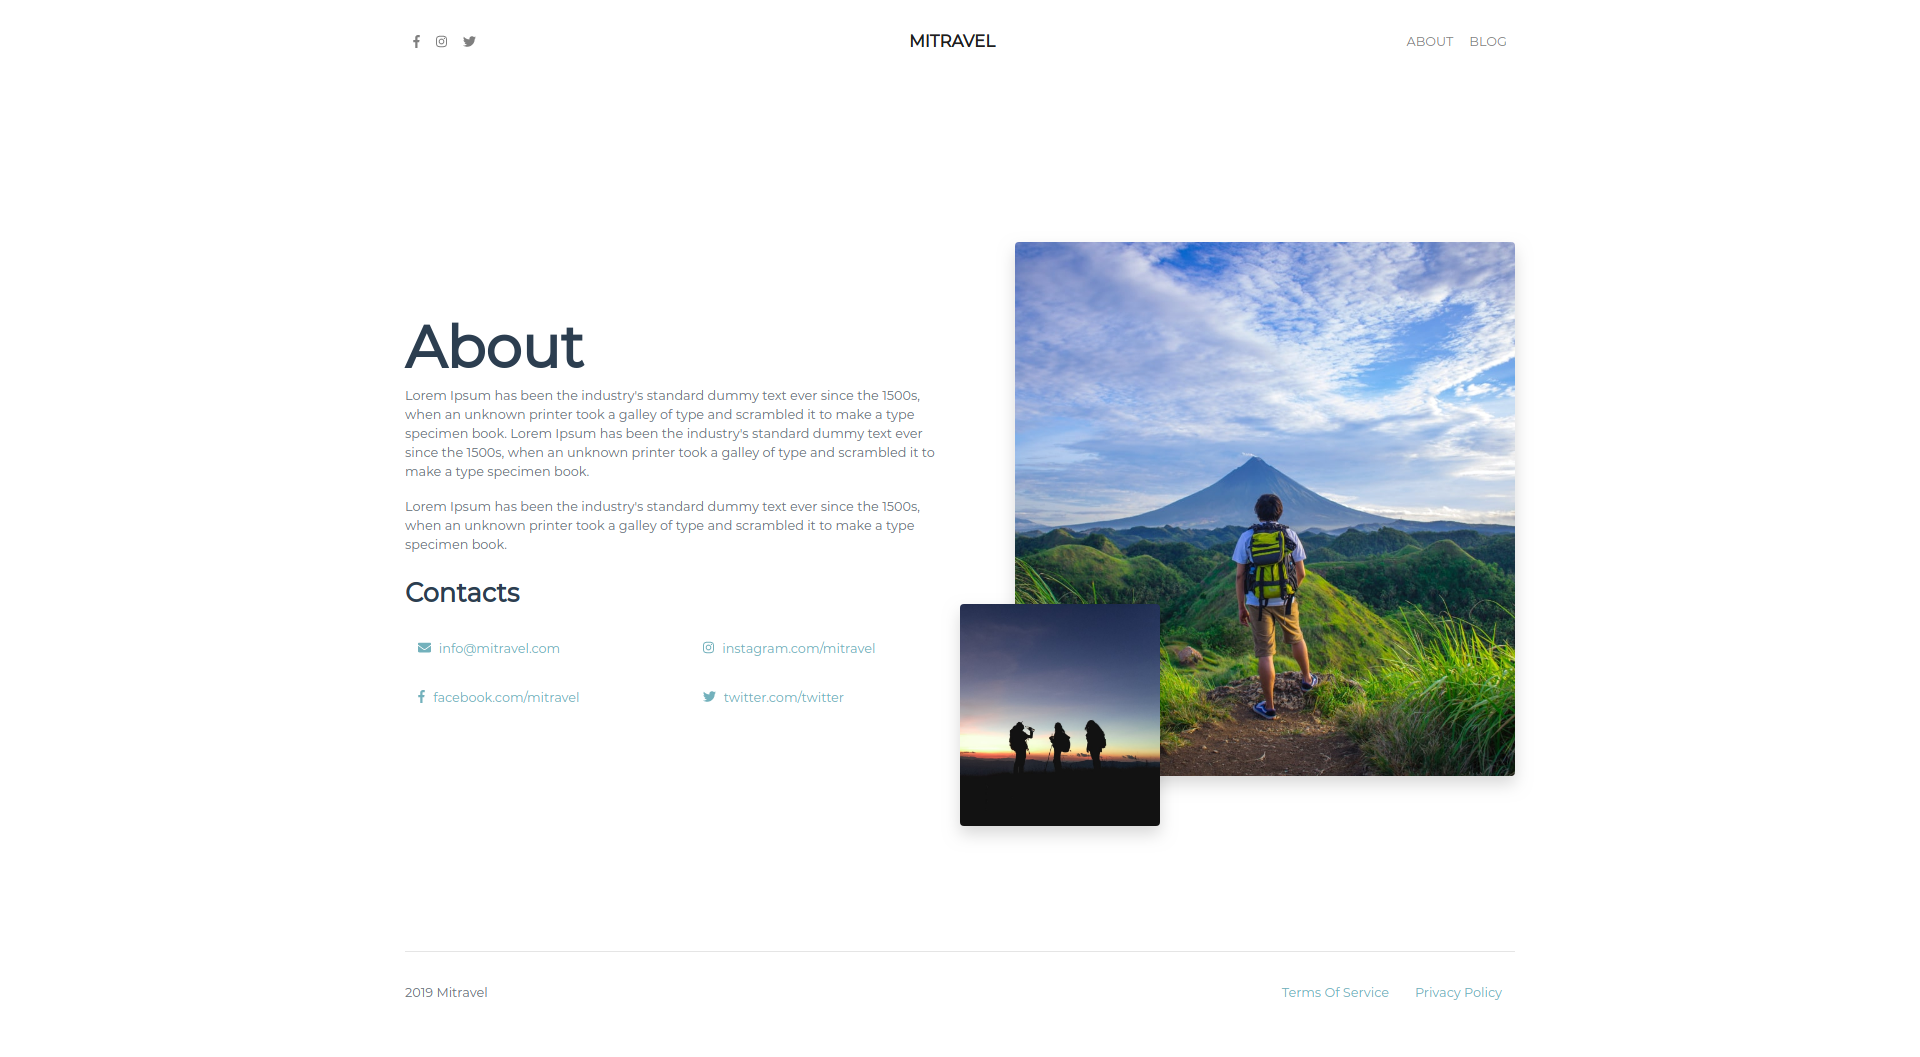 MITRAVEL
ABOUT BLOG
About
Lorem Ipsum has been the industry's standard dummy text ever since the 1500s,
when an unknown printer took a galley of type and scrambled it to make a type
specimen book. Lorem Ipsum has been the industry's standard dummy text ever
since the 1500s, when an unknown printer took a galley of type and scrambled it to
make a type specimen book.
Lorem Ipsum has been the industry's standard dummy text ever since the 1500s,
when an unknown printer took a galley of type and scrambled it to make a type
specimen book.
Contacts
info@mitravel.com
instagram.com/mitravel
facebook.com/mitravel
twitter.com/twitter
2019 Mitravel
Terms Of Service
Privacy Policy